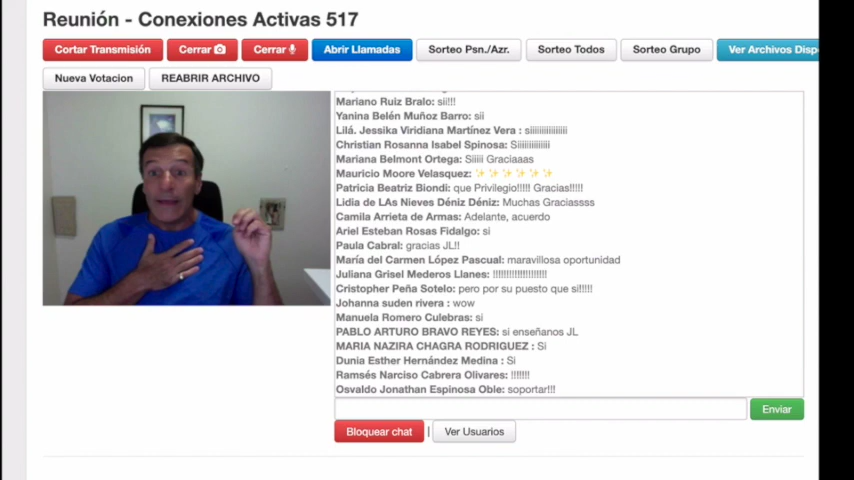 Reunión - Conexiones Activas 517
Cortar Transmisión Cerrar Cerrar Abrir Llamadas Sorteo Psn./Azr. Sorteo Todos Sorteo Grupo Ver Archivos Disp
Nueva Votacion REABRIR ARCHIVO
Mariano Ruiz Bralo: sii!!!
Yanina Belén Muñoz Barro: sii
Lilá. Jessika Viridiana Martínez Vera : siiiiiiiiiiiiiiiii
Christian Rosanna Isabel Spinosa: Siiiiiiiiiiiiii
Mariana Belmont Ortega: Siiiii Graciaaas
Mauricio Moore Velasquez: ✨✨✨✨✨✨
Patricia Beatriz Biondi: que Privilegio!!!!! Gracias!!!!!
Lidia de LAs Nieves Déniz Déniz: Muchas Graciassss
Camila Arrieta de Armas: Adelante, acuerdo
Ariel Esteban Rosas Fidalgo: si
Paula Cabral: gracias JL!!
María del Carmen López Pascual: maravillosa oportunidad
Juliana Grisel Mederos Llanes: !!!!!!!!!!!!!!!!!!!!
Cristopher Peña Sotelo: pero por su puesto que si!!!!!
Johanna suden rivera : wow
Manuela Romero Culebras: si
PABLO ARTURO BRAVO REYES: si enseñanos JL
MARIA NAZIRA CHAGRA RODRIGUEZ : Si
Dunia Esther Hernández Medina : Si
Ramsés Narciso Cabrera Olivares: !!!!!!!
Osvaldo Jonathan Espinosa Obie: soportar!!!
Enviar
Bloquear chat | Ver Usuarios